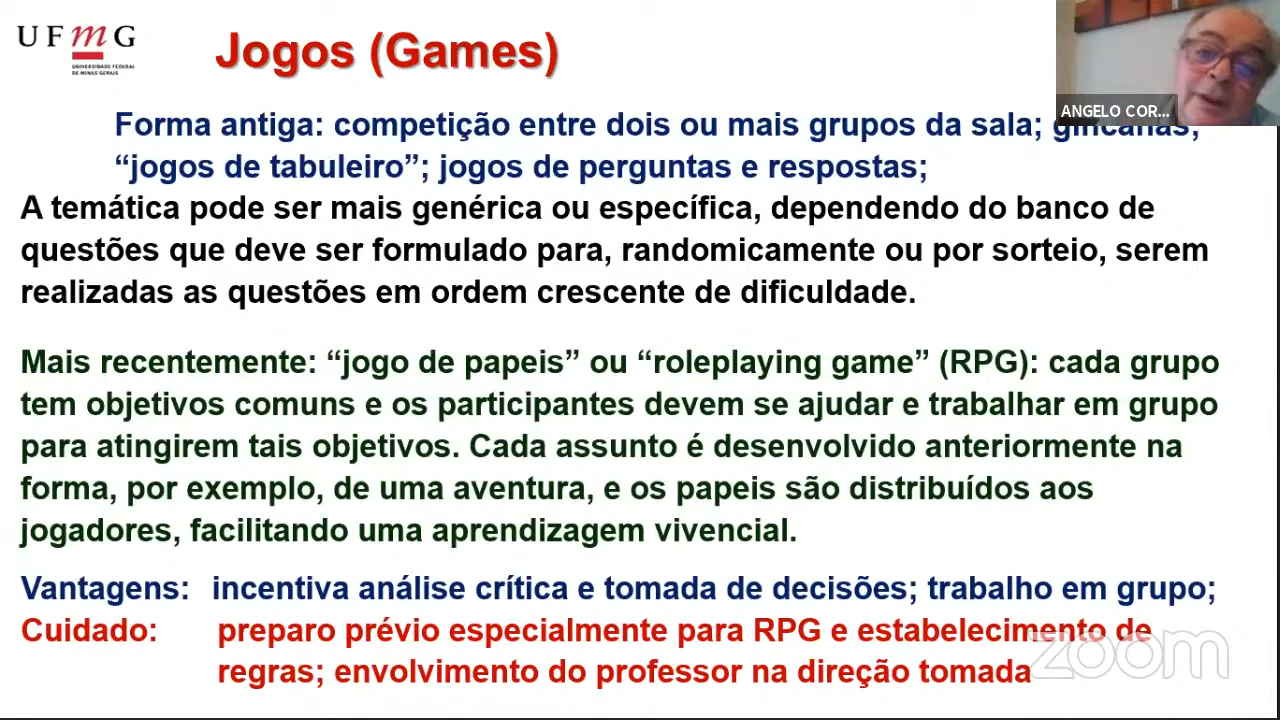 UFmG
UNIVERSIDADE FEDERAL
DE MINAS GERAIS
Jogos (Games)
ANGELO COR...
Forma antiga: competição entre dois ou mais grupos da sala; gincanas;
“jogos de tabuleiro”; jogos de perguntas e respostas;
A temática pode ser mais genérica ou específica, dependendo do banco de
questões que deve ser formulado para, randomicamente ou por sorteio, serem
realizadas as questões em ordem crescente de dificuldade.
Mais recentemente: “jogo de papeis” ou “roleplaying game” (RPG): cada grupo
tem objetivos comuns e os participantes devem se ajudar e trabalhar em grupo
para atingirem tais objetivos. Cada assunto é desenvolvido anteriormente na
forma, por exemplo, de uma aventura, e os papeis são distribuídos aos
jogadores, facilitando uma aprendizagem vivencial.
Vantagens: incentiva análise crítica e tomada de decisões; trabalho em grupo;
Cuidado: preparo prévio especialmente para RPG e estabelecimento de
regras; envolvimento do professor na direção tomada
zoom